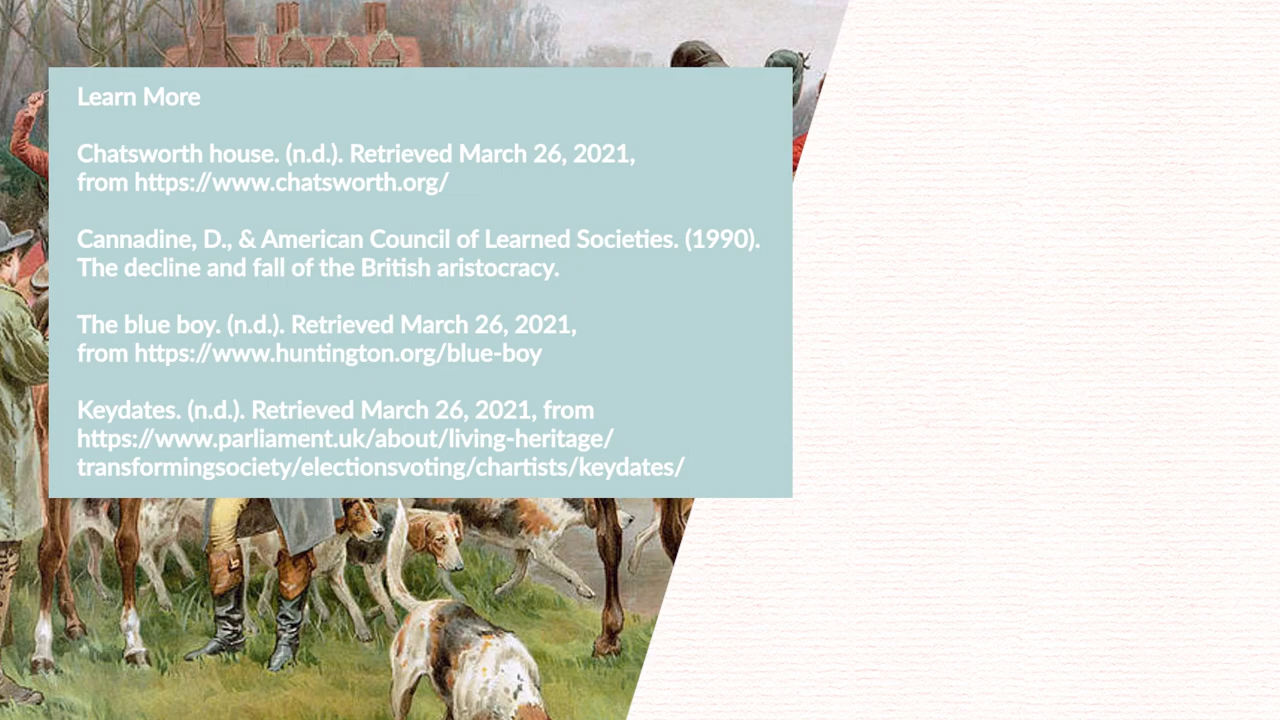 Learn More
Chatsworth house. (n.d.). Retrieved March 26, 2021,
from https://www.chatsworth.org/
Cannadine, D., & American Council of Learned Societies. (1990).
The decline and fall of the British aristocracy.
The blue boy. (n.d.). Retrieved March 26, 2021,
from https://www.huntington.org/blue-boy
Keydates. (n.d.). Retrieved March 26, 2021, from
https://www.parliament.uk/about/living-heritage/
transformingsociety/electionsvoting/chartists/keydates/